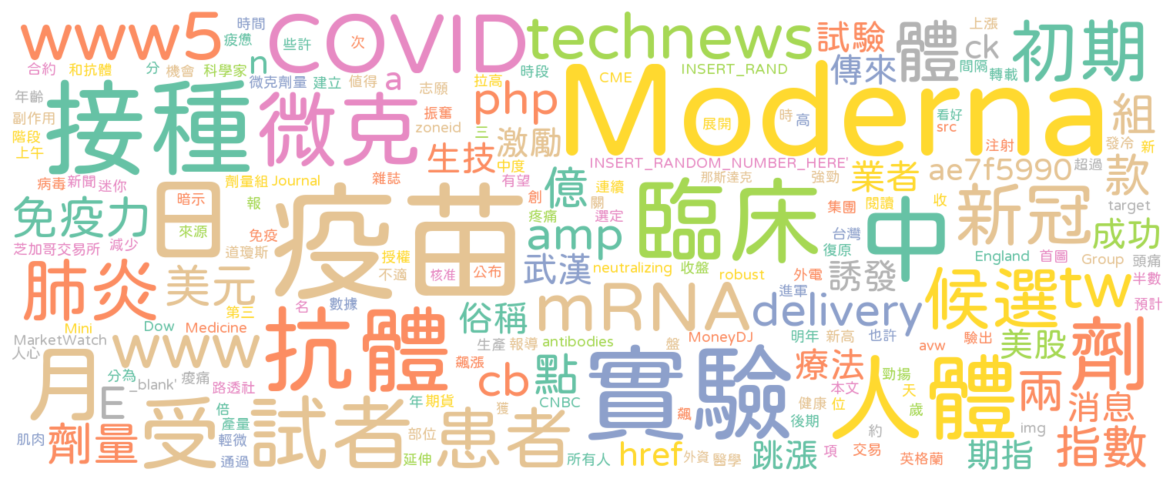 www5 COVID technews 試驗 體 ck 初期
時間 疲憊 些許 次 n a 時段 CME INSERT_RAND 傳來 上漲 間隔 轉載
合約 和抗體 分 機會 科學家 微克劑量 建立 值得 志願 拉高
接種 微克 php Moderna 組
年齡 副作用 階段 上午 振奮 zoneid 三 激勵 展開 時 高 看好 src 注射 發冷 新
生技 INSERT_RANDOM_NUMBER_HERE' 業者 ae7f5990 超過 款
病毒 新聞 迷你 劑量組 Journal 雜誌 有望 中度 那斯達克 強勁 閱讀 收 target
免疫力 日 暗示 來源 疫苗 億 創 連續 關 臨床 集團 中 新冠 成功
芝加哥交易所 減少 免疫 報 道瓊斯 疼痛 選定 amp 台灣 復原 England 首圖 Group 頭痛
肺炎 美元 授權 不適 核准 公布 武漢 neutralizing 收盤 robust 外電 進軍 誘發 候選 tw 半數 預計
第三 名 數據 俗稱 mRNA delivery
Mini Dow Medicine 抗體 生產 報導 antibodies 盤 MoneyDJ 明年 新高 也許 avw 驗出 美股 劑
MarketWatch 人心 www 飆漲 點 CNBC 實驗 療法 人體 勁揚 兩
月 E 分為 _blank' 痠痛 路透社 cb 年 期貨 獲 飆 本文 天 消息
倍 產量 健康 位 歲 img
肌肉 劑量 輕微 通過 受試者 部位 延伸 患者 所有人 href 外資 醫學 後期 跳漲 約 項 交易 英格蘭 期指 指數